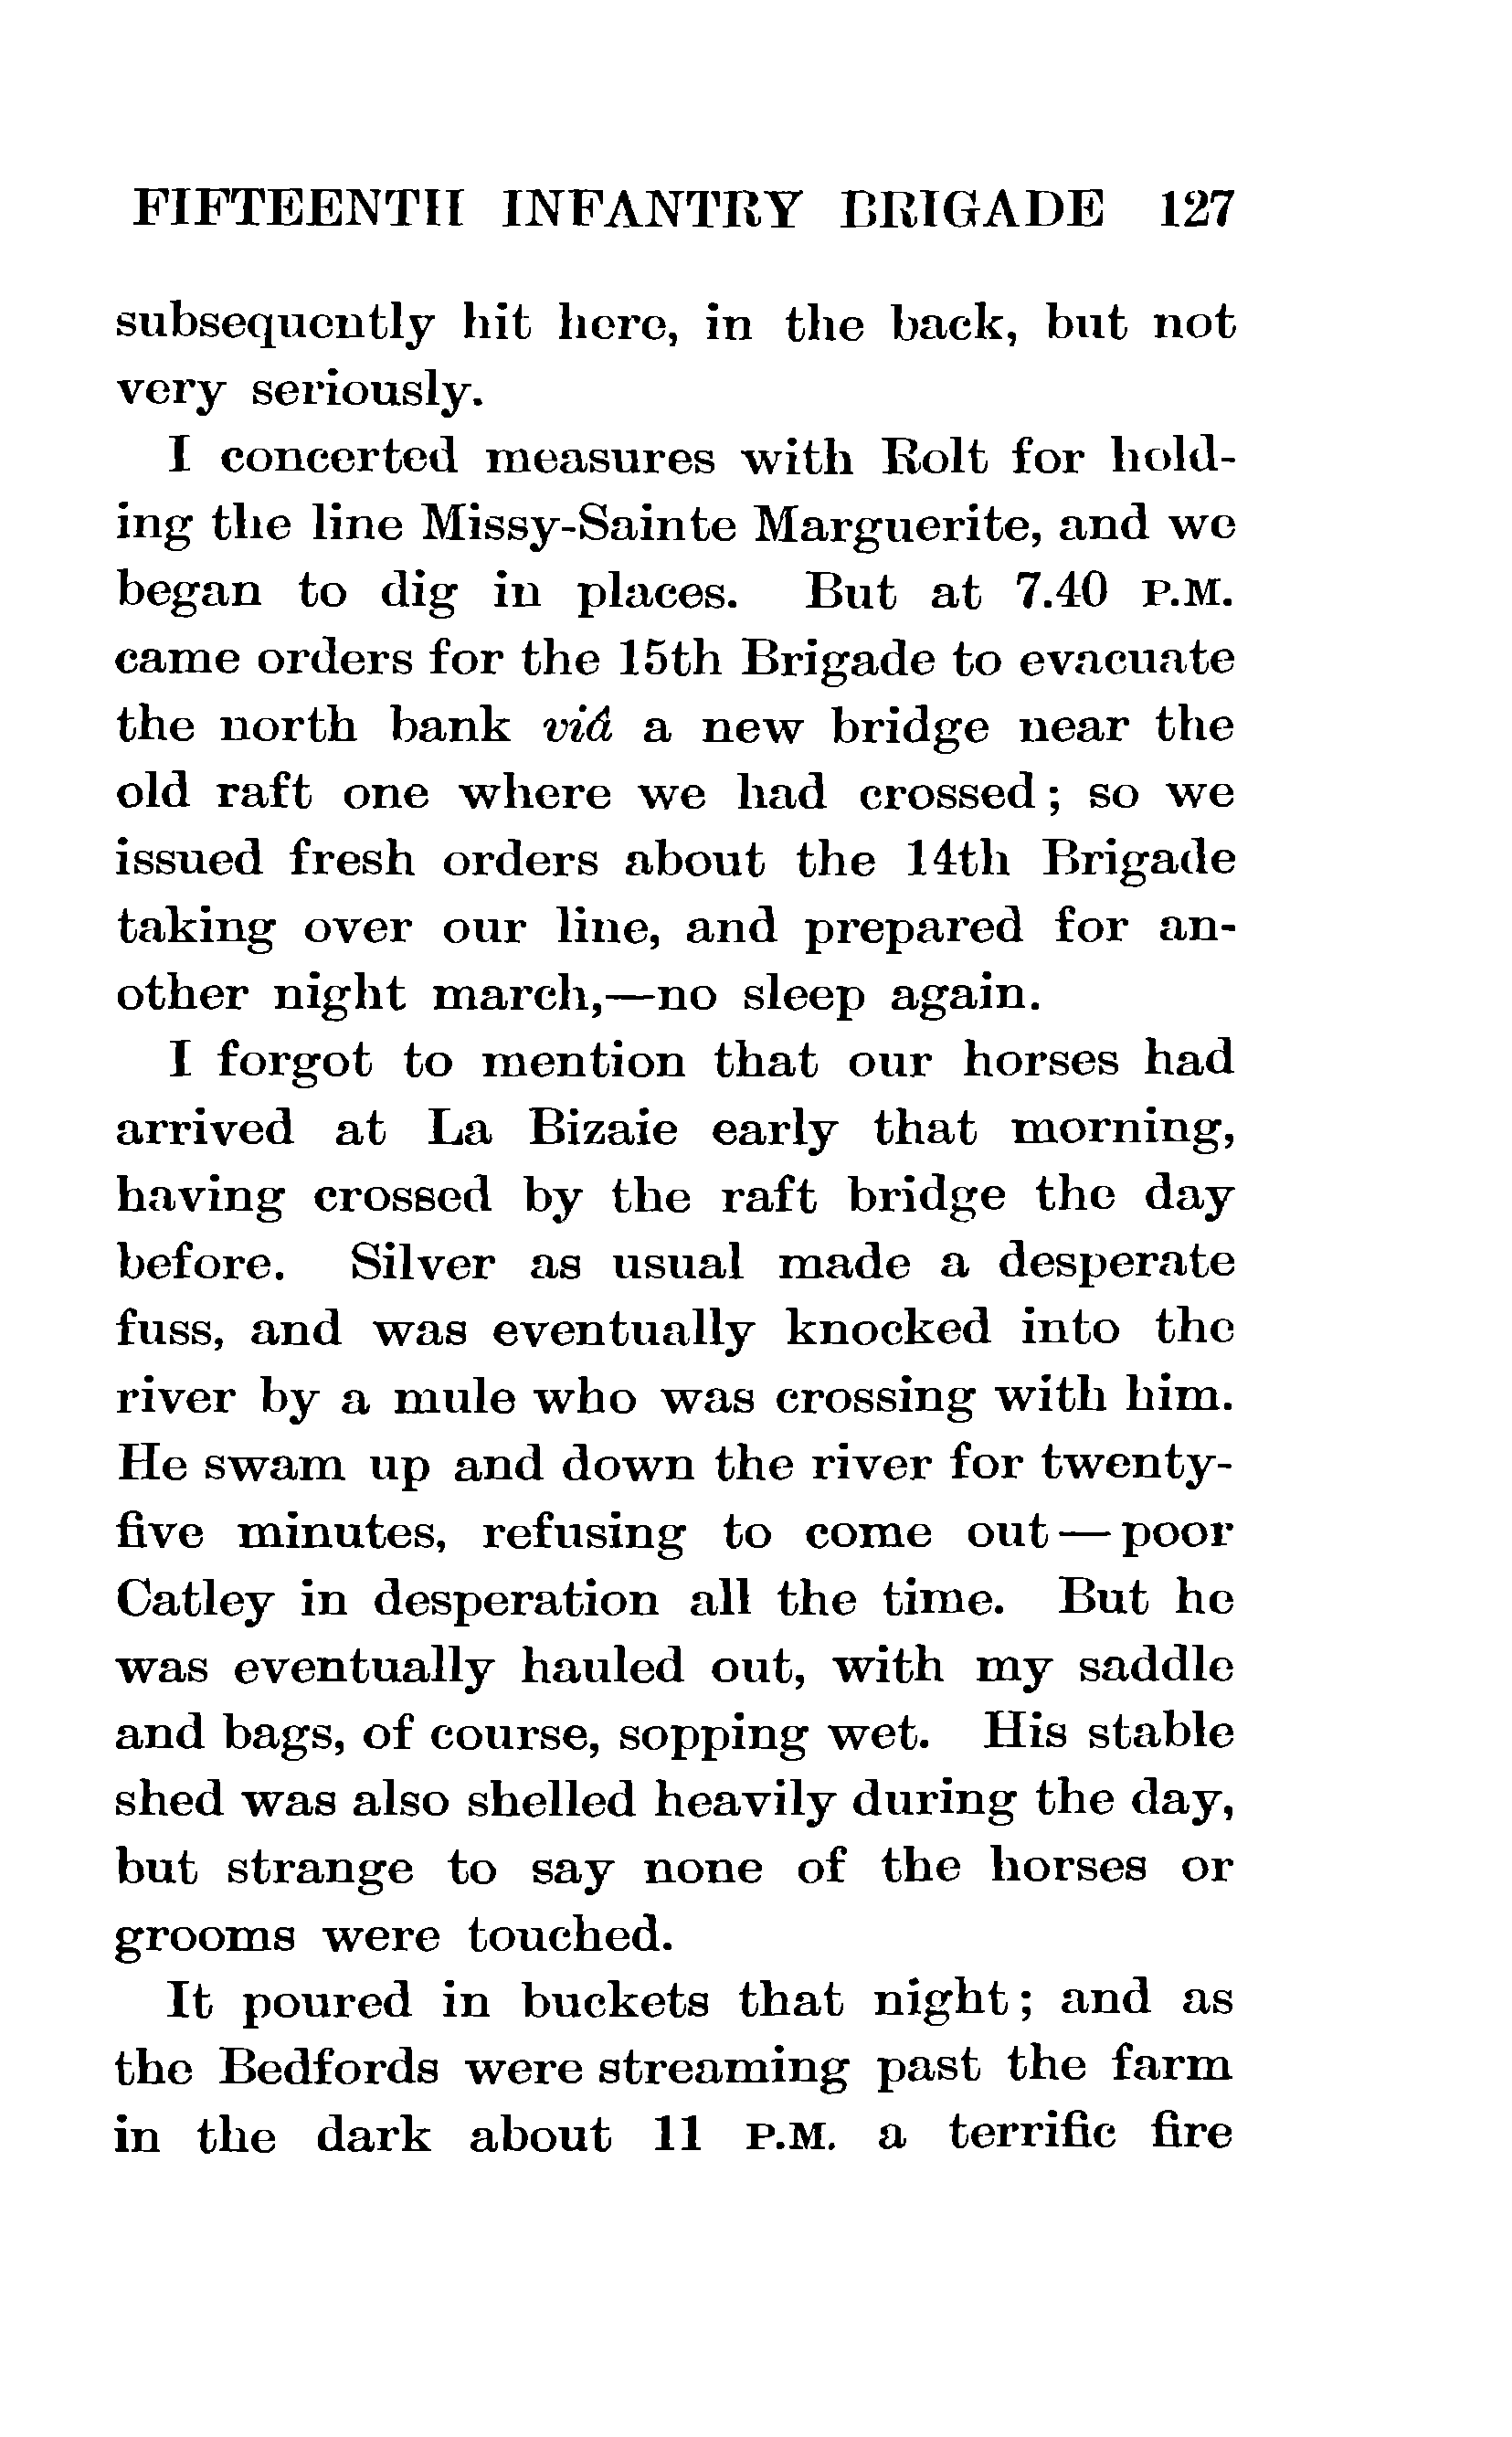 FIFTEENTH INFANTRY BRIGADE 127
subsequently hit here, in the back, but not
very seriously.
I concerted measures with Rolt for hold-
ing the line Missy-Sainte Marguerite, and we
began to dig in places. But at 7.40 P.M.
came orders for the 15th Brigade to evacuate
the north bank viâ a new bridge near the
old raft one where we had crossed; so we
issued fresh orders about the 14th Brigade
taking over our line, and prepared for an-
other night march,—no sleep again.
I forgot to mention that our horses had
arrived at La Bizaie early that morning,
having crossed by the raft bridge the day
before. Silver as usual made a desperate
fuss, and was eventually knocked into the
river by a mule who was crossing with him.
He swam up and down the river for twenty-
five minutes, refusing to come out—poor
Catley in desperation all the time. But he
was eventually hauled out, with my saddle
and bags, of course, sopping wet. His stable
shed was also shelled heavily during the day,
but strange to say none of the horses or
grooms were touched.
It poured in buckets that night; and as
the Bedfords were streaming past the farm
in the dark about 11 P.M. a terrific fire